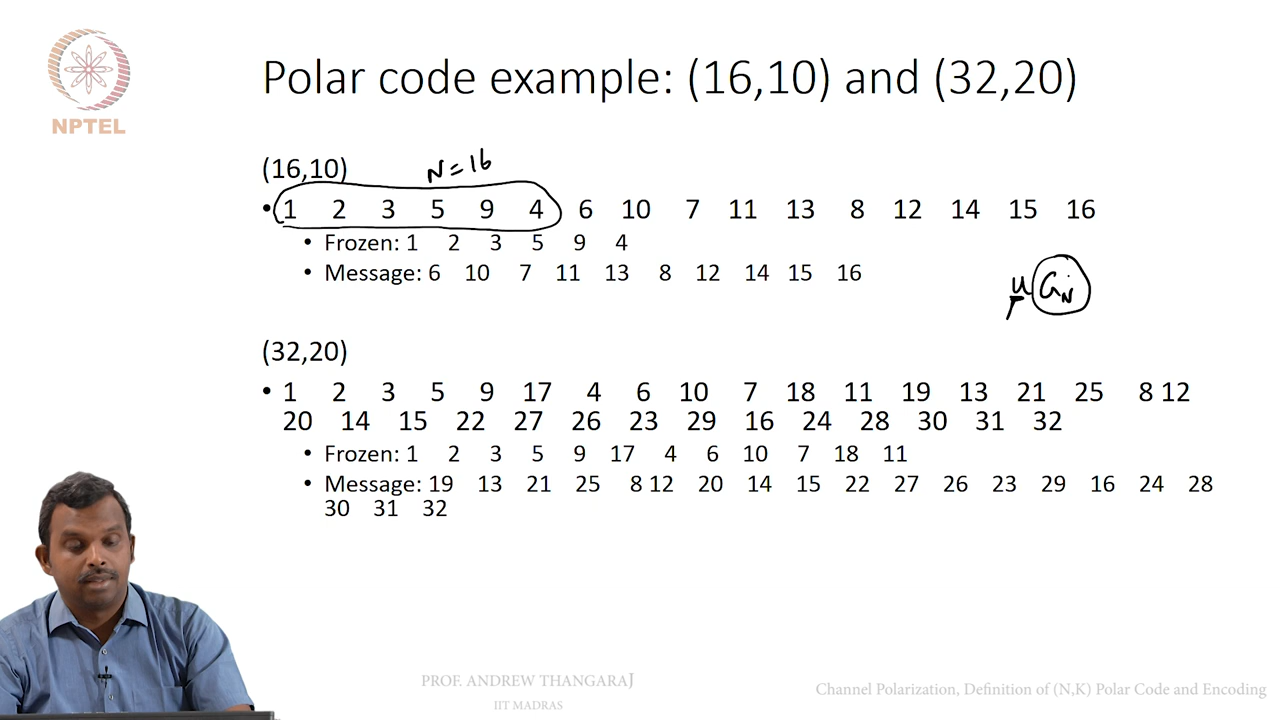 NPTEL
Polar code example: (16,10) and (32,20)
(16,10)
N=16
• 1 2 3 5 9 4 6 10 7 11 13 8 12 14 15 16
• Frozen: 1 2 3 5 9 4
• Message: 6 10 7 11 13 8 12 14 15 16
u G_N
(32,20)
• 1 2 3 5 9 17 4 6 10 7 18 11 19 13 21 25 8 12
20 14 15 22 27 26 23 29 16 24 28 30 31 32
• Frozen: 1 2 3 5 9 17 4 6 10 7 18 11
• Message: 19 13 21 25 8 12 20 14 15 22 27 26 23 29 16 24 28
30 31 32
PROF. ANDREW THANGARAJ
IIT MADRAS
Channel Polarization, Definition of (N,K) Polar Code and Encoding